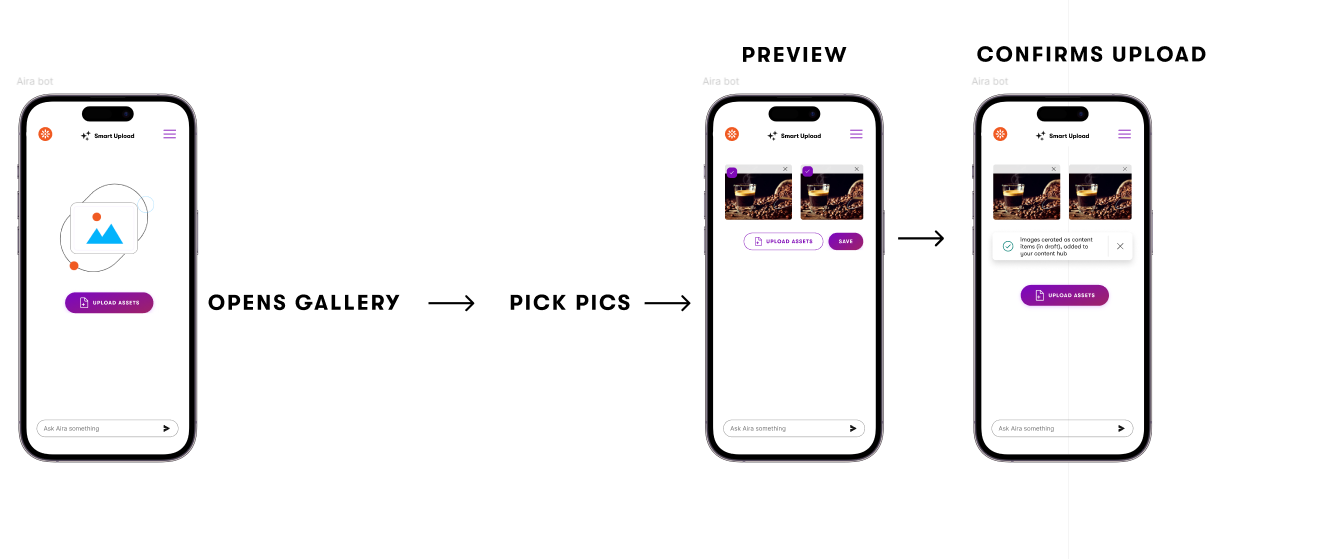 PREVIEW
CONFIRMS UPLOAD
Aira bot
Aira bot
Aira bot
Smart Upload
Smart Upload
Smart Upload
UPLOAD ASSETS
OPENS GALLERY
PICK PICS
UPLOAD ASSETS
SAVE
Images cerated as content
items (in draft), added to
your content hub
UPLOAD ASSETS
Ask Aira something
Ask Aira something
Ask Aira something